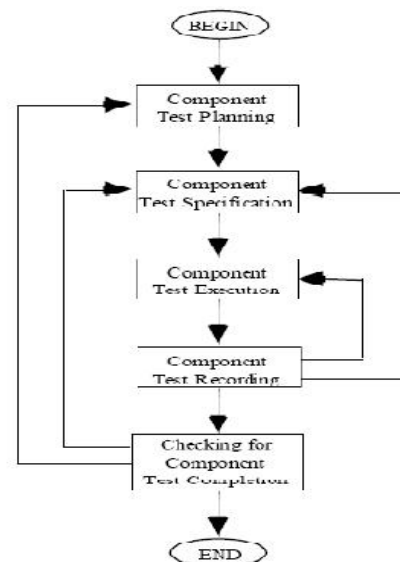 BEGIN
Component
Test Planning
Component
Test Specification
Component
Test Execution
Component
Test Recording
Checking for
Component
Test Completion
END